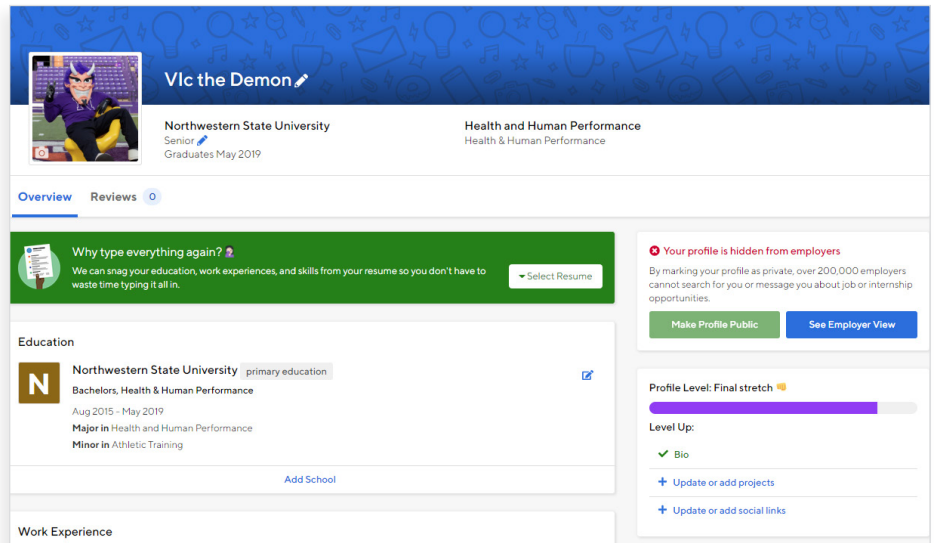 VIc the Demon
Northwestern State University
Senior
Graduates May 2019
Health and Human Performance
Health & Human Performance
Overview
Reviews 0
Why type everything again?
We can snag your education, work experiences, and skills from your resume so you don't have to
waste time typing it all in.
Select Resume
Education
N
Northwestern State University primary education
Bachelors, Health & Human Performance
Aug 2015 - May 2019
Major in Health and Human Performance
Minor in Athletic Training
Add School
Work Experience
Your profile is hidden from employers
By marking your profile as private, over 200,000 employers
cannot search for you or message you about job or internship
opportunities.
Make Profile Public
See Employer View
Profile Level: Final stretch
Level Up:
Bio
Update or add projects
Update or add social links